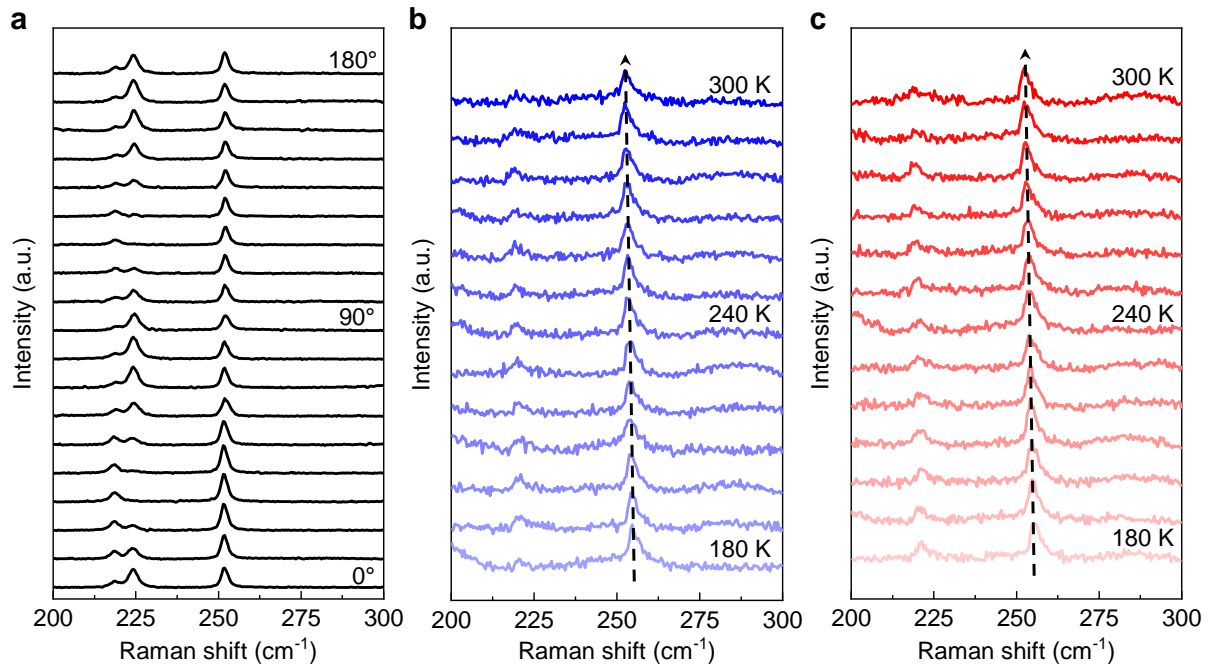 a
180°
90°
0°
Intensity (a.u.)
200 225 250 275 300
Raman shift (cm⁻¹)
b
300 K
240 K
180 K
Intensity (a.u.)
200 225 250 275 300
Raman shift (cm⁻¹)
c
300 K
240 K
180 K
Intensity (a.u.)
200 225 250 275 300
Raman shift (cm⁻¹)